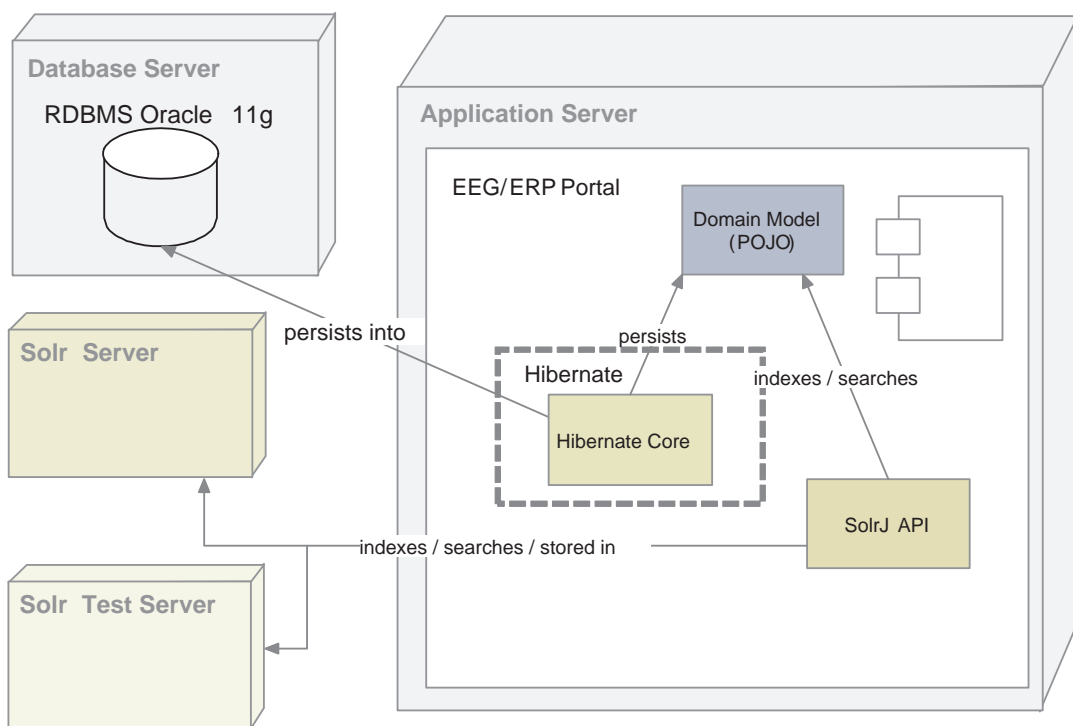 Database Server
RDBMS Oracle 11g
Application Server
EEG/ERP Portal
Domain Model
(POJO)
persists into
persists
Solr Server
Hibernate
indexes / searches
Hibernate Core
SolrJ API
indexes / searches / stored in
Solr Test Server